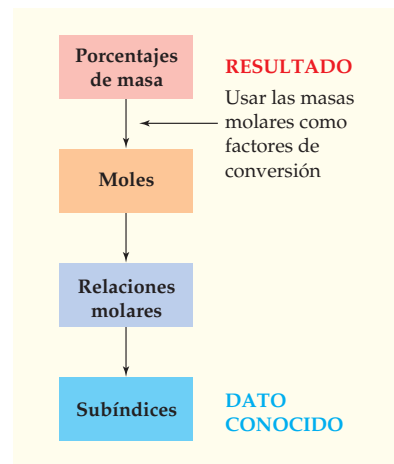 Porcentajes
de masa
RESULTADO
Usar las masas
molares como
factores de
conversión
Moles
Relaciones
molares
Subíndices
DATO
CONOCIDO